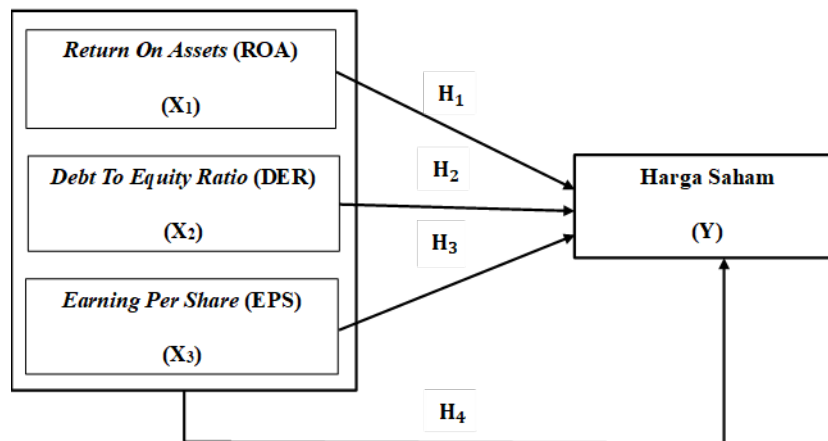 Return On Assets (ROA)
(X1)
Debt To Equity Ratio (DER)
(X2)
Earning Per Share (EPS)
(X3)
H1
H2
H3
H4
Harga Saham
(Y)